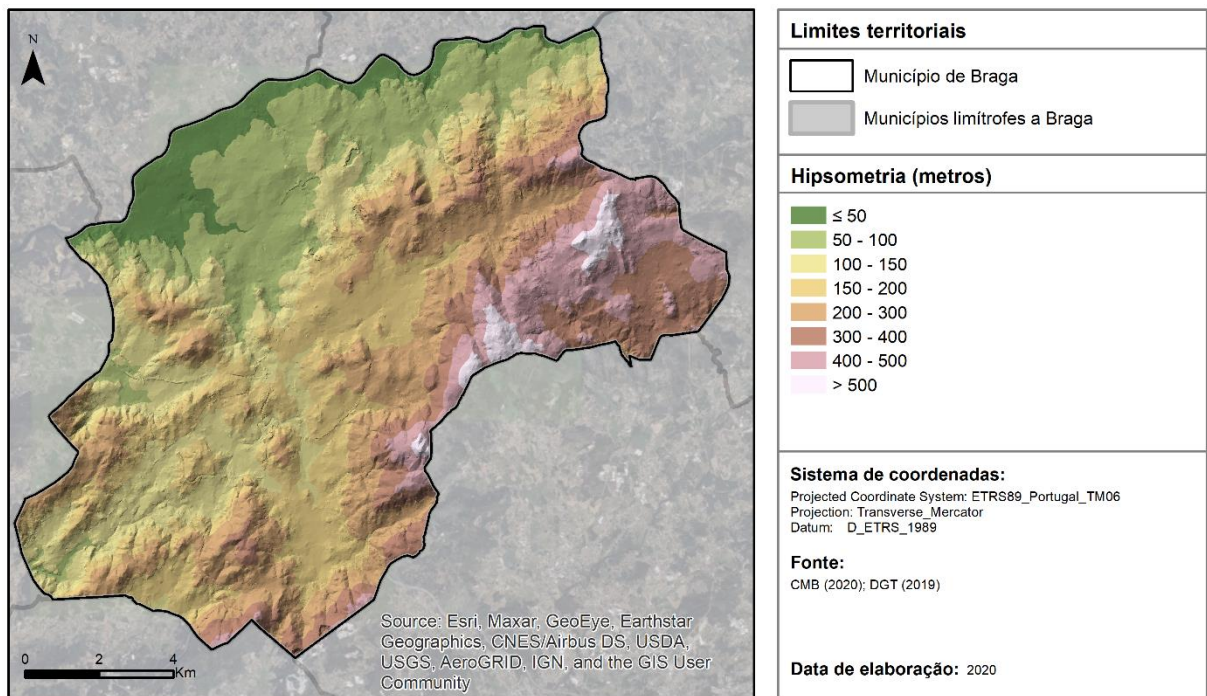 N
0 2 4
Km
Source: Esri, Maxar, GeoEye, Earthstar
Geographics, CNES/Airbus DS, USDA,
USGS, AeroGRID, IGN, and the GIS User
Community
Limites territoriais
Município de Braga
Municípios limítrofes a Braga
Hipsometria (metros)
≤ 50
50 - 100
100 - 150
150 - 200
200 - 300
300 - 400
400 - 500
> 500
Sistema de coordenadas:
Projected Coordinate System: ETRS89_Portugal_TM06
Projection: Transverse_Mercator
Datum: D_ETRS_1989
Fonte:
CMB (2020); DGT (2019)
Data de elaboração: 2020